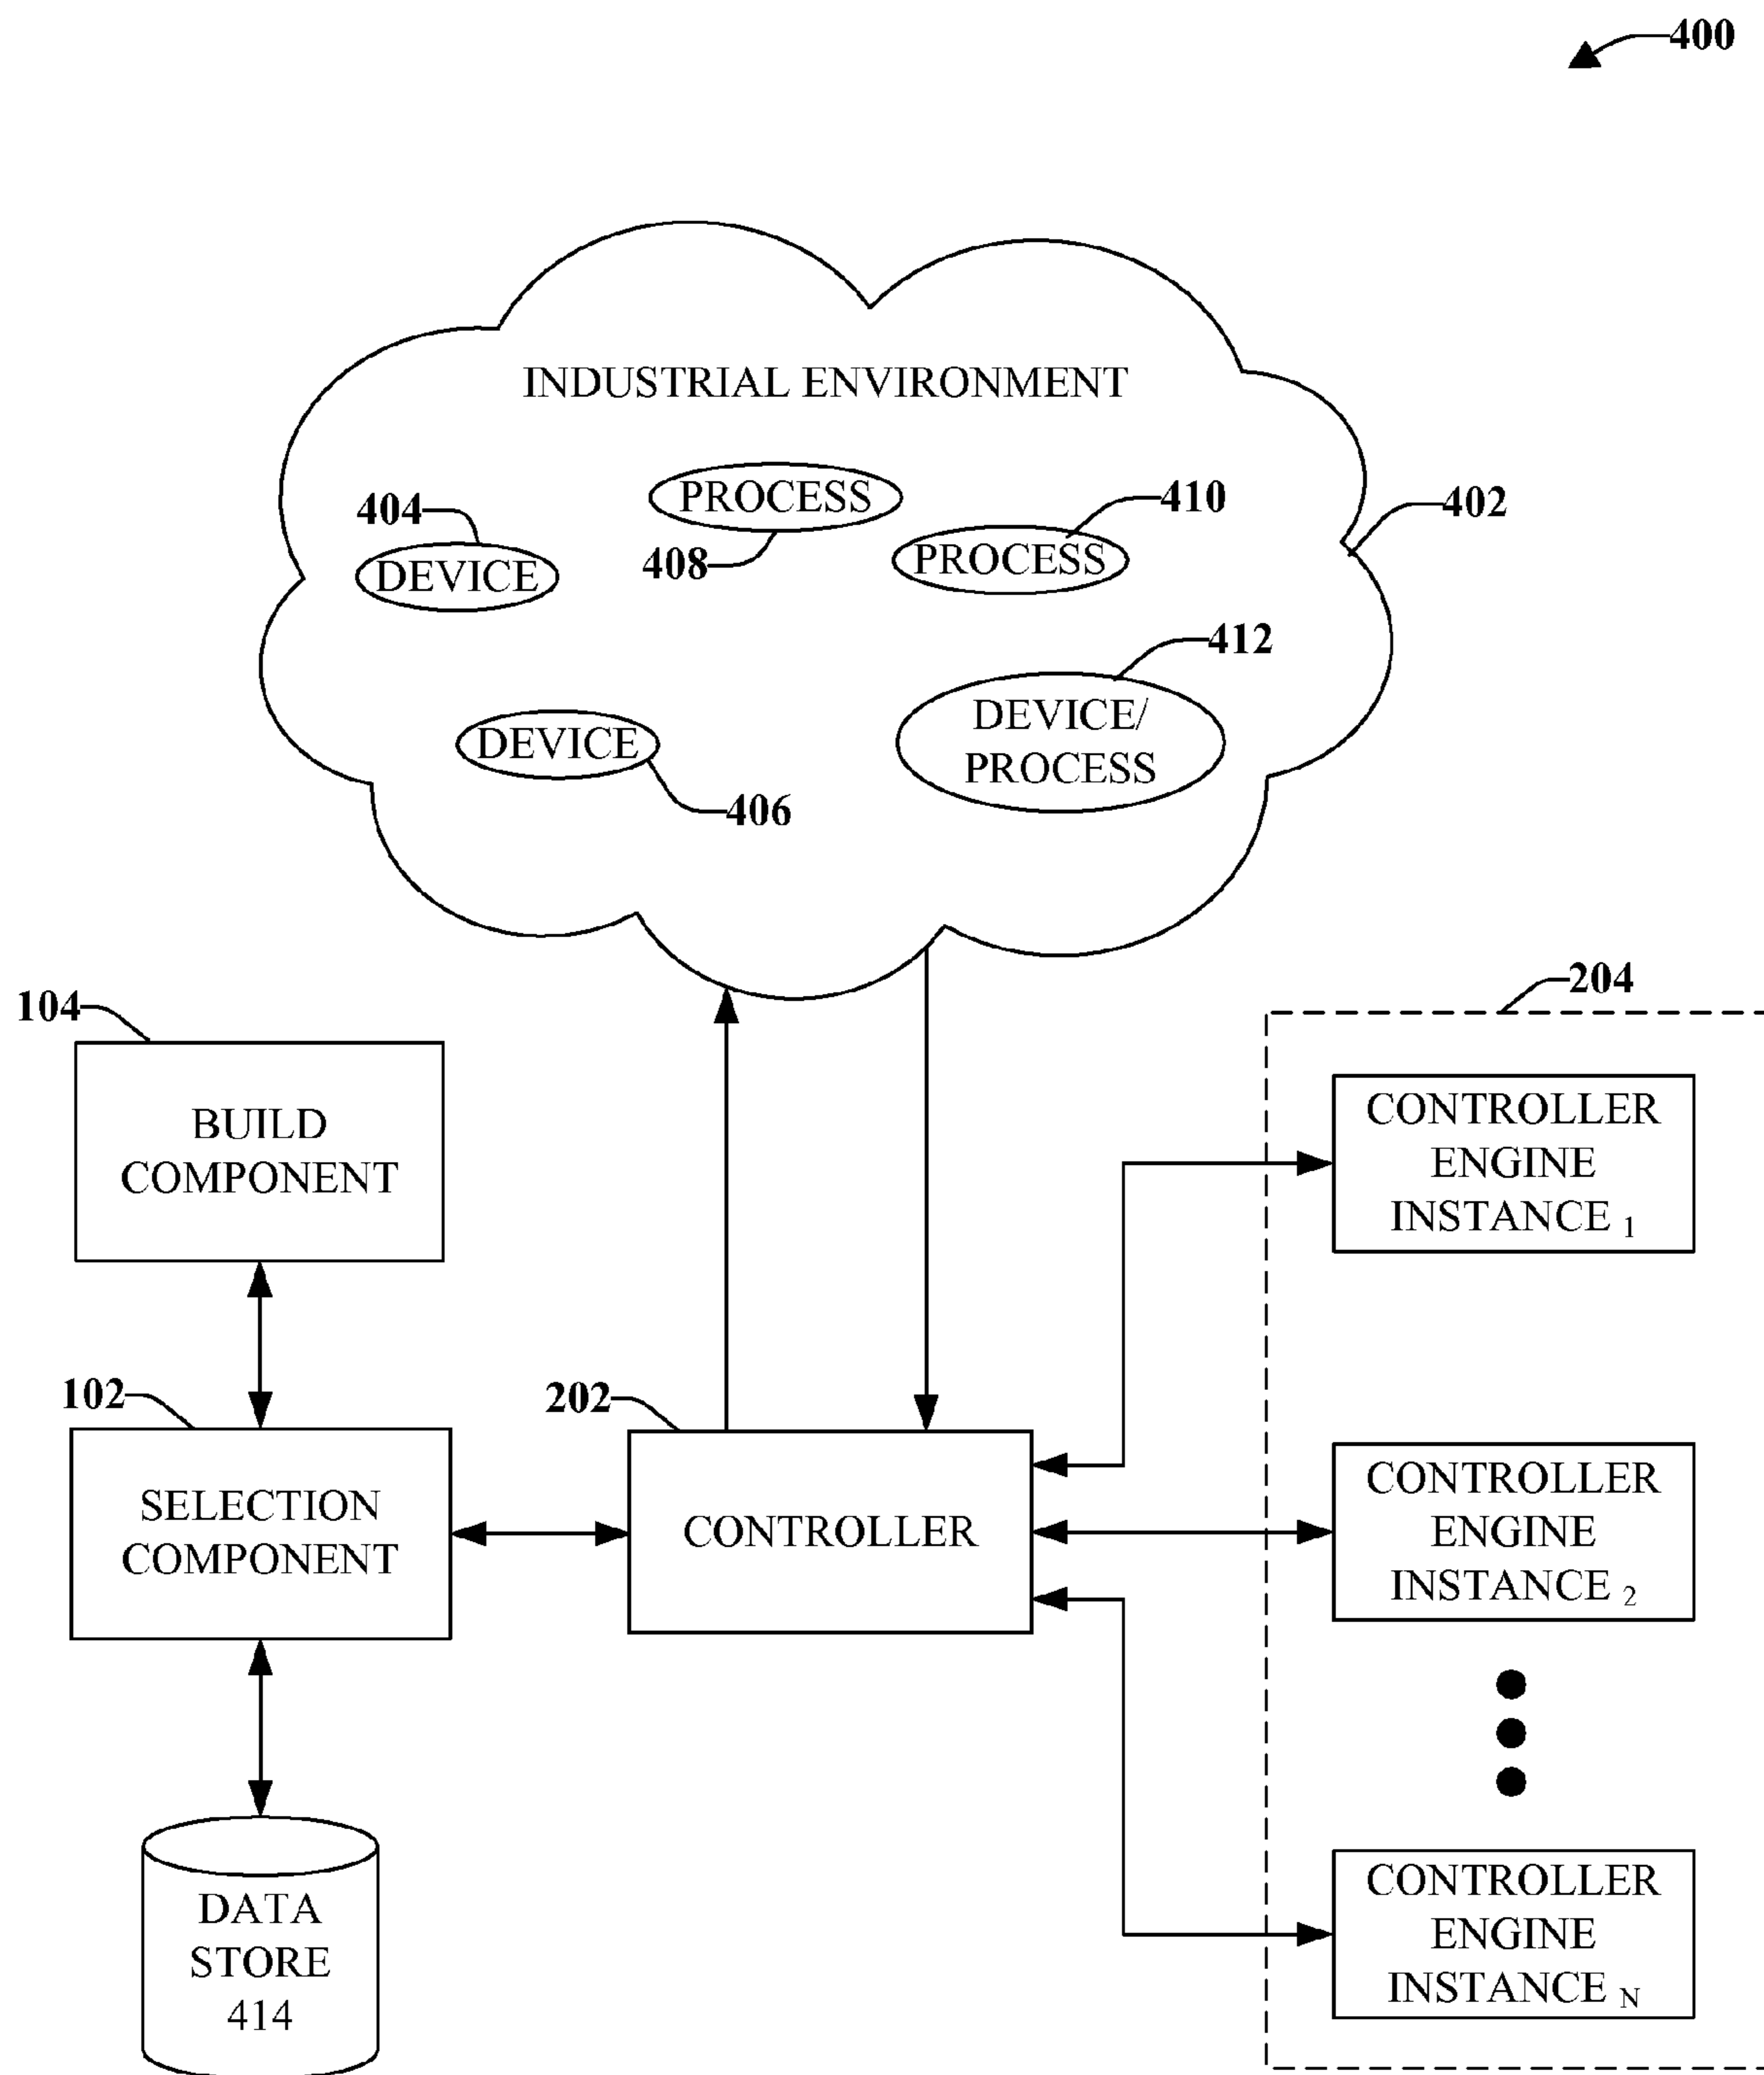 400
INDUSTRIAL ENVIRONMENT
PROCESS
410
402
404
408
PROCESS
DEVICE
412
DEVICE/
PROCESS
DEVICE
406
204
104
BUILD
COMPONENT
CONTROLLER
ENGINE
INSTANCE 1
102
202
SELECTION
COMPONENT
CONTROLLER
CONTROLLER
ENGINE
INSTANCE 2
CONTROLLER
ENGINE
INSTANCE N
DATA
STORE
414